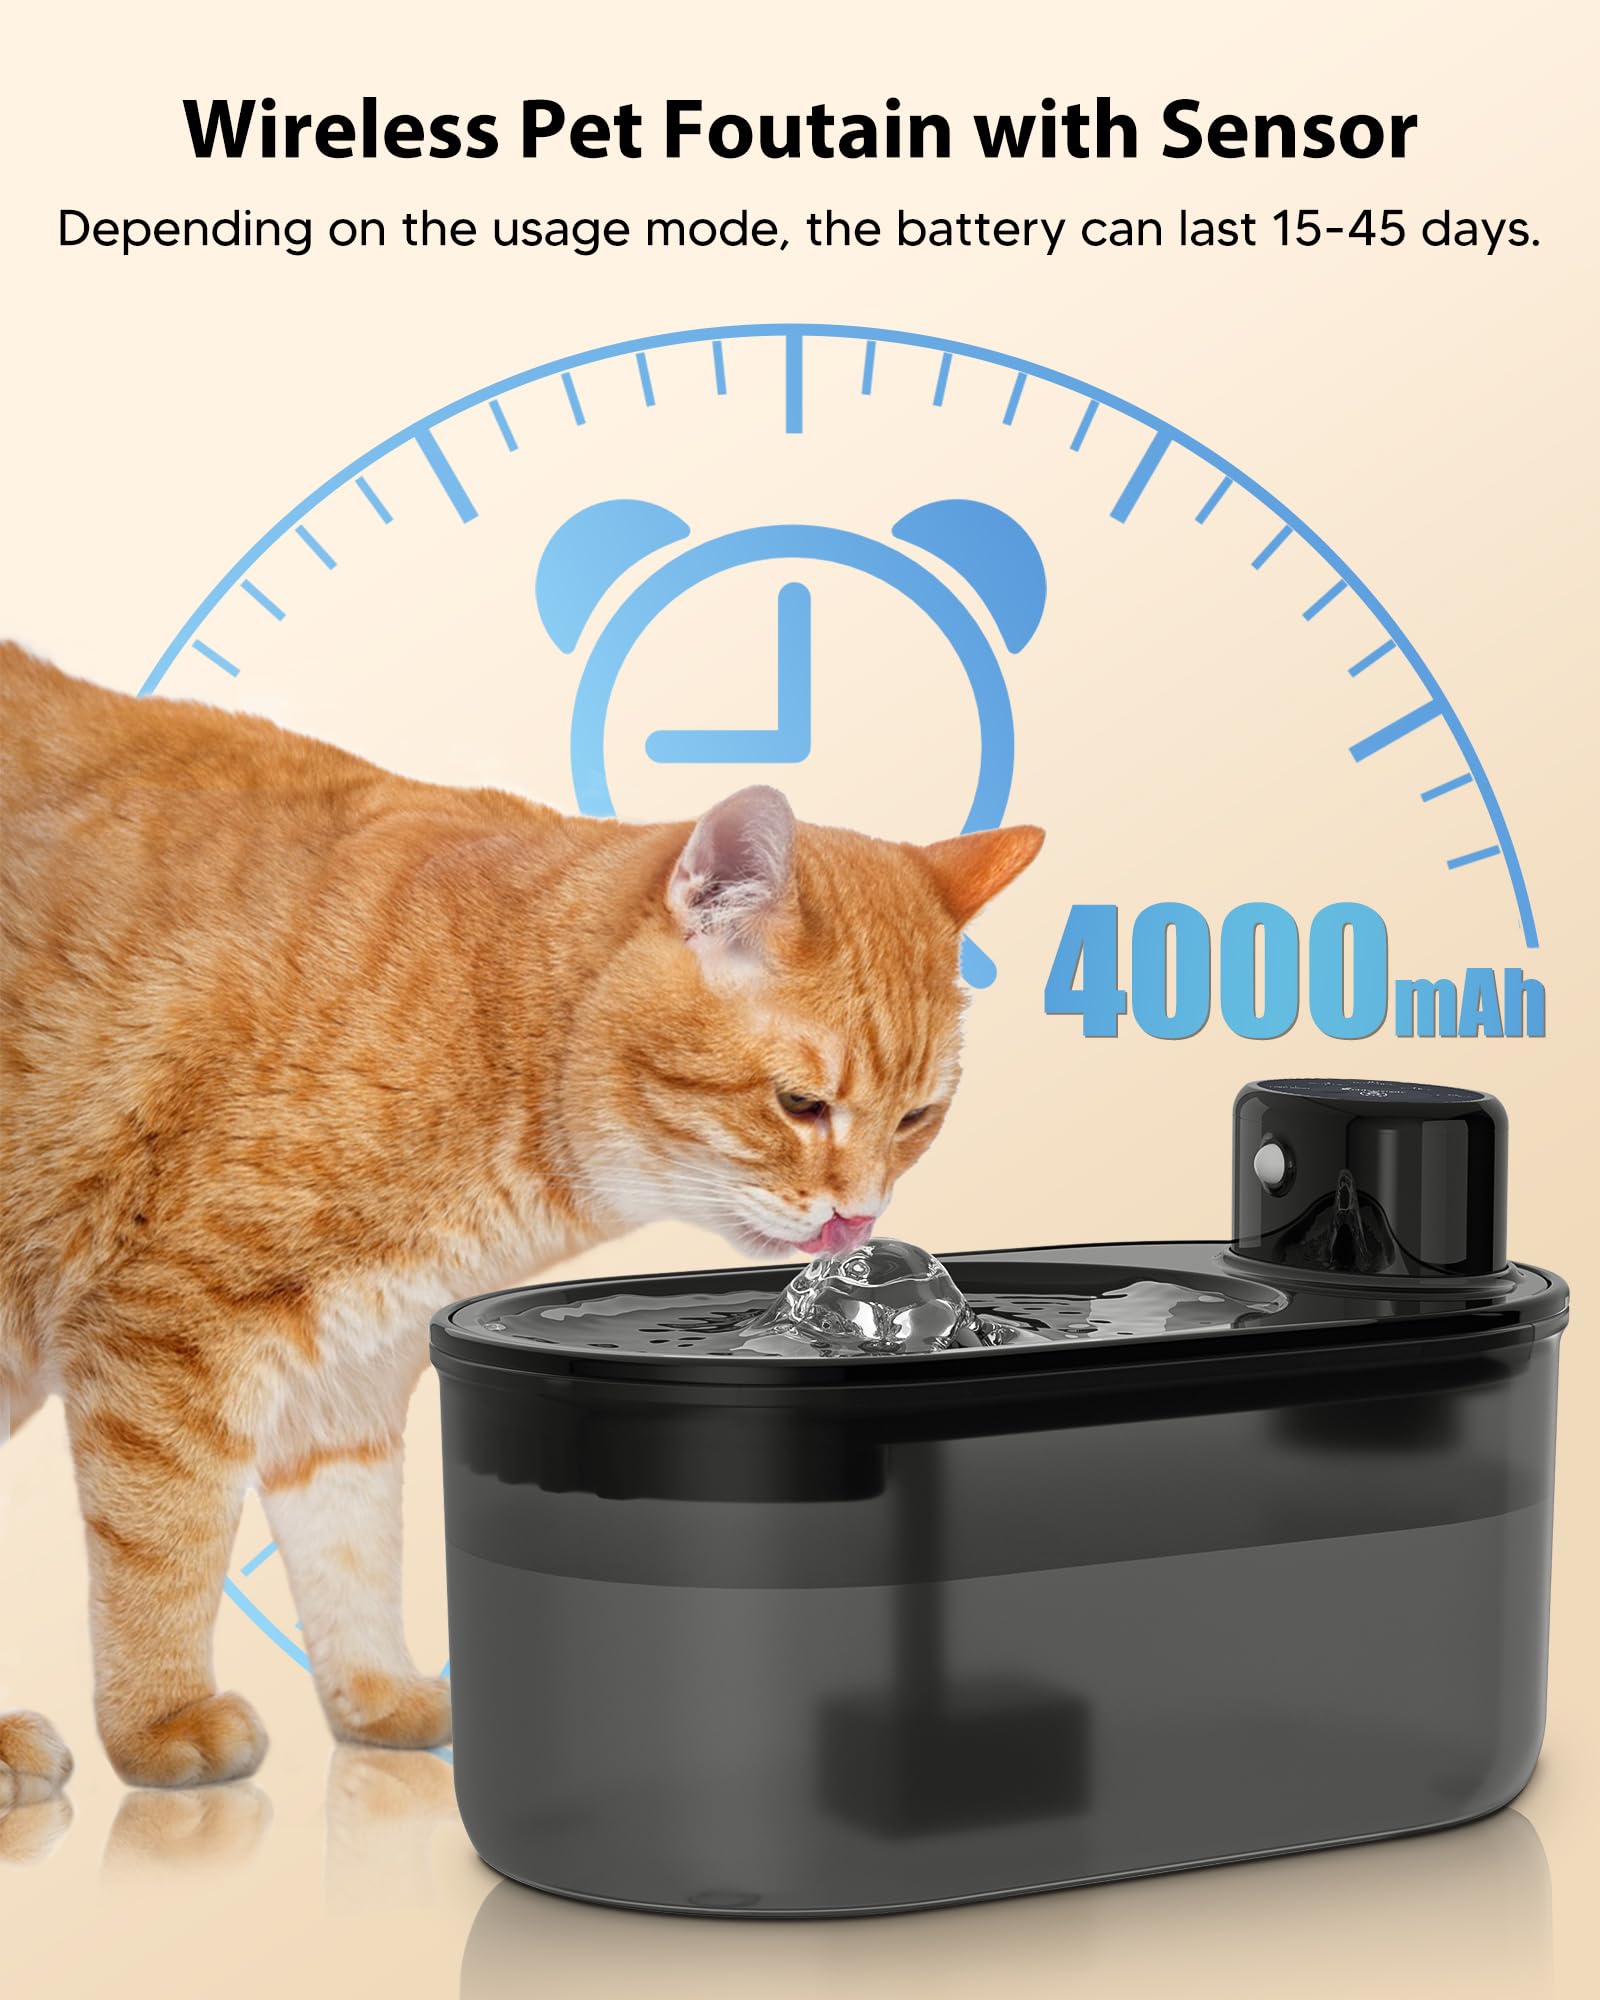 Wireless Pet Foutain with Sensor
Depending on the usage mode, the battery can last 15-45 days.
4000mAh